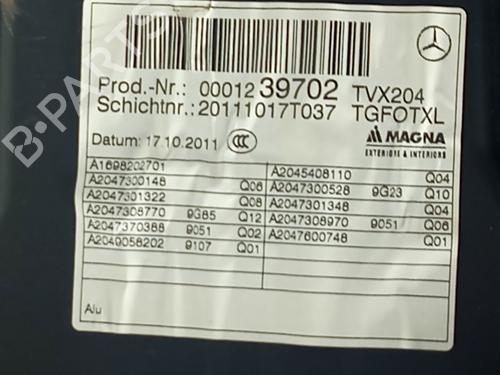 Prod.-Nr.: 0001239702 TVX204
Schichtnr.: 20111017T037 TGFOTXL
Datum: 17.10.2011 CCC MAGNA
EXTERIORS & INTERIORS
A1698202701 A2045408110 Q04
A2047300148 Q06 A2047300528 9G23 Q10
A2047301322 Q08 A2047301348 Q04
A2047308770 9G85 Q12 A2047308970 9051 Q06
A2047370388 9051 Q02 A2047600748 Q01
A2049058202 9107 Q01
Alu
B-PARTS